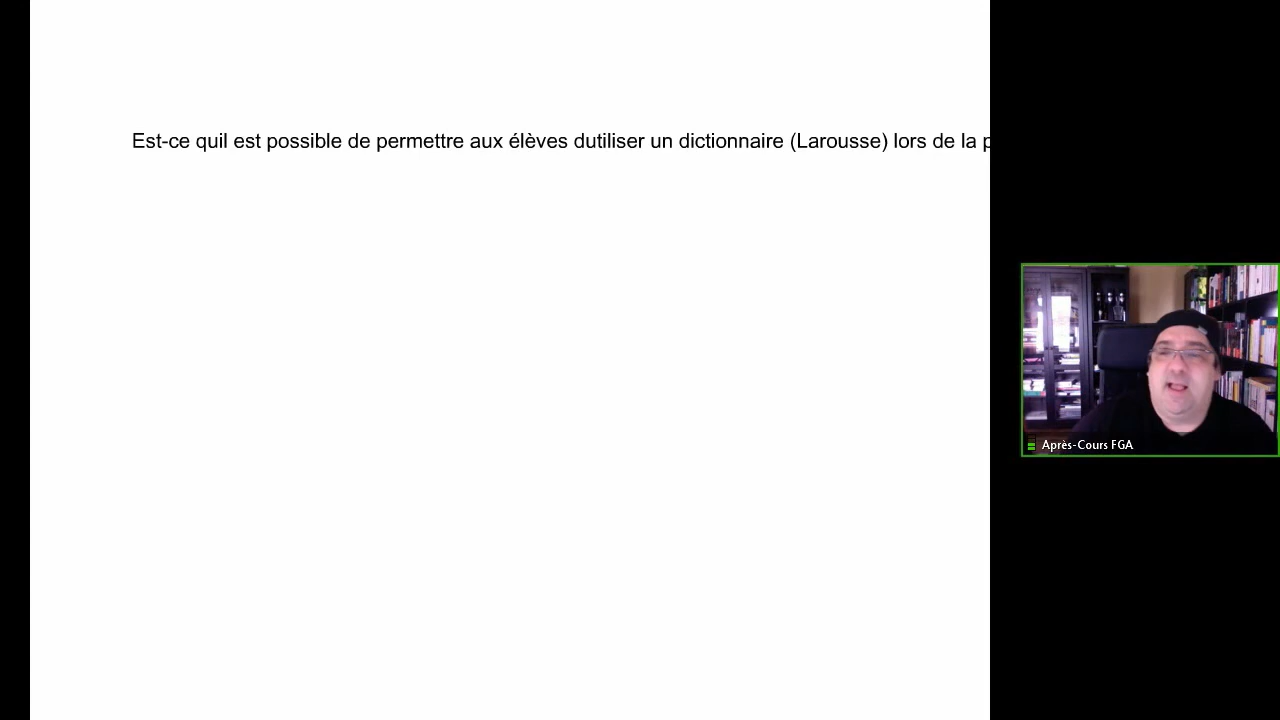 Est-ce quil est possible de permettre aux élèves dutiliser un dictionnaire (Larousse) lors de la
Après-Cours FGA